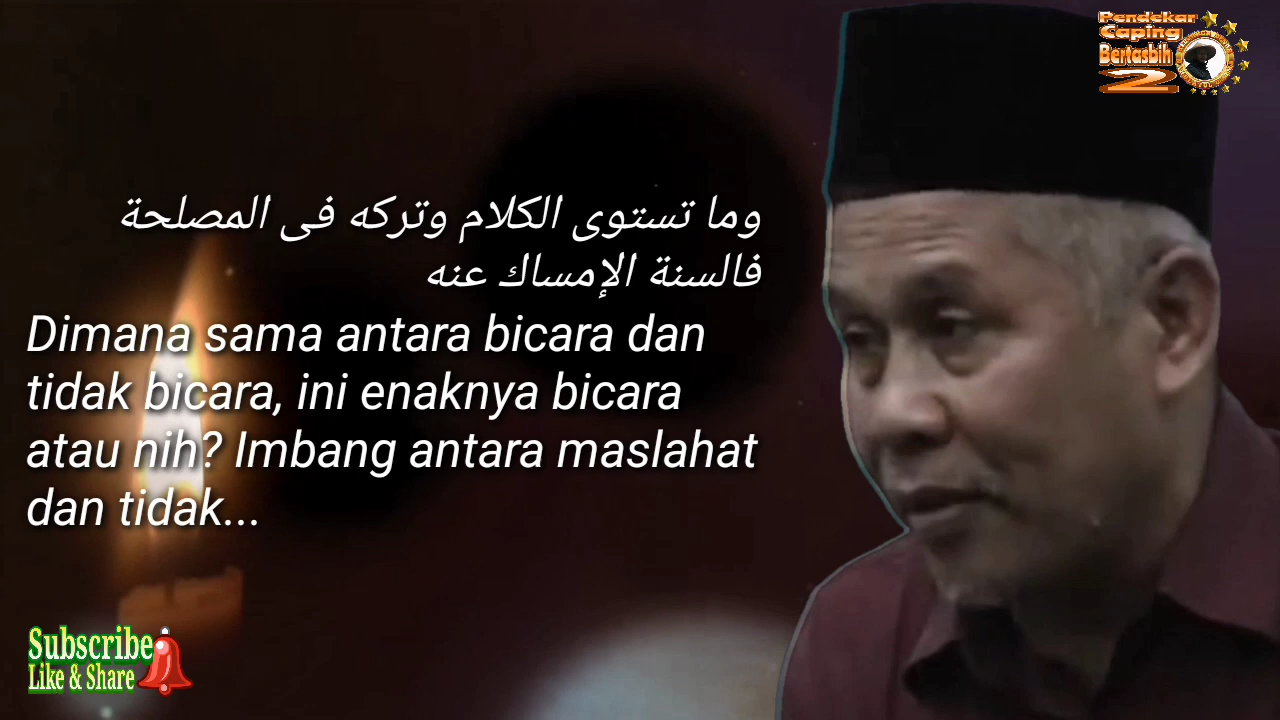 Pendekar
Caping
Bertasbih
2
وما تستوى الكلام وتركه فى المصلحة
فالسنة الإمساك عنه
Dimana sama antara bicara dan
tidak bicara, ini enaknya bicara
atau nih? Imbang antara maslahat
dan tidak...
Subscribe
Like & Share